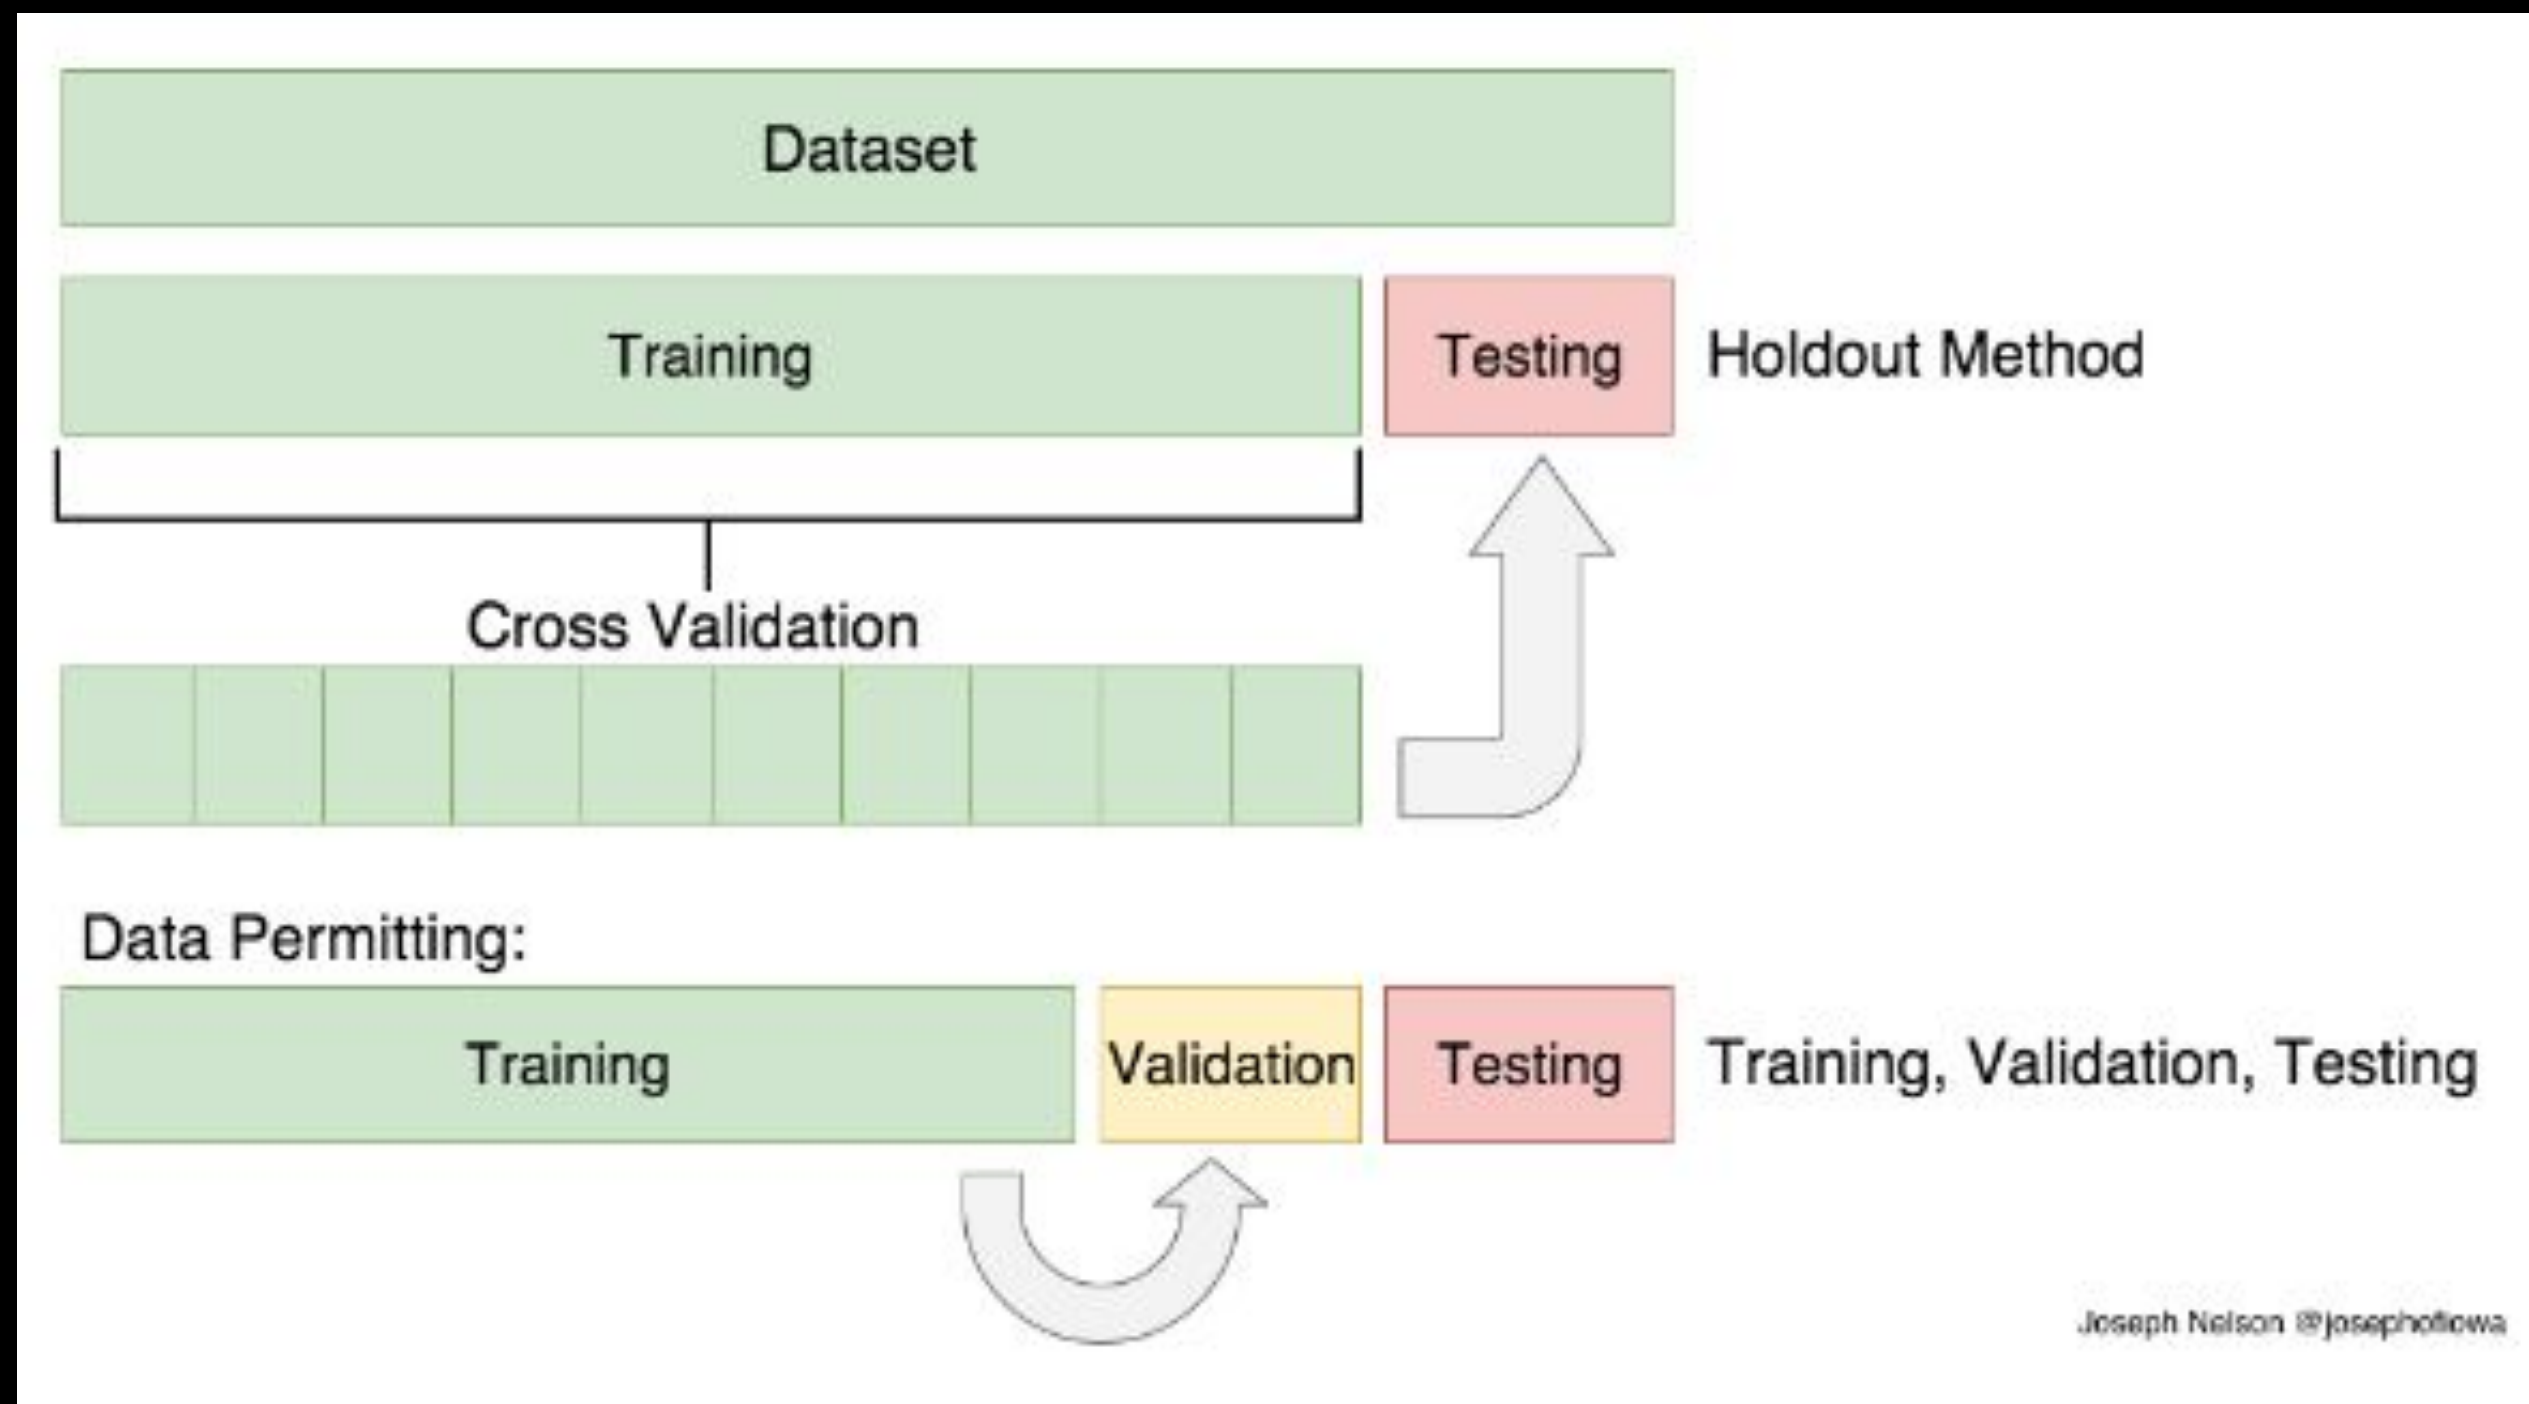 Dataset
Training
Testing
Holdout Method
Cross Validation
Data Permitting:
Training
Validation
Testing
Training, Validation, Testing
Joseph Nelson @josephofiowa